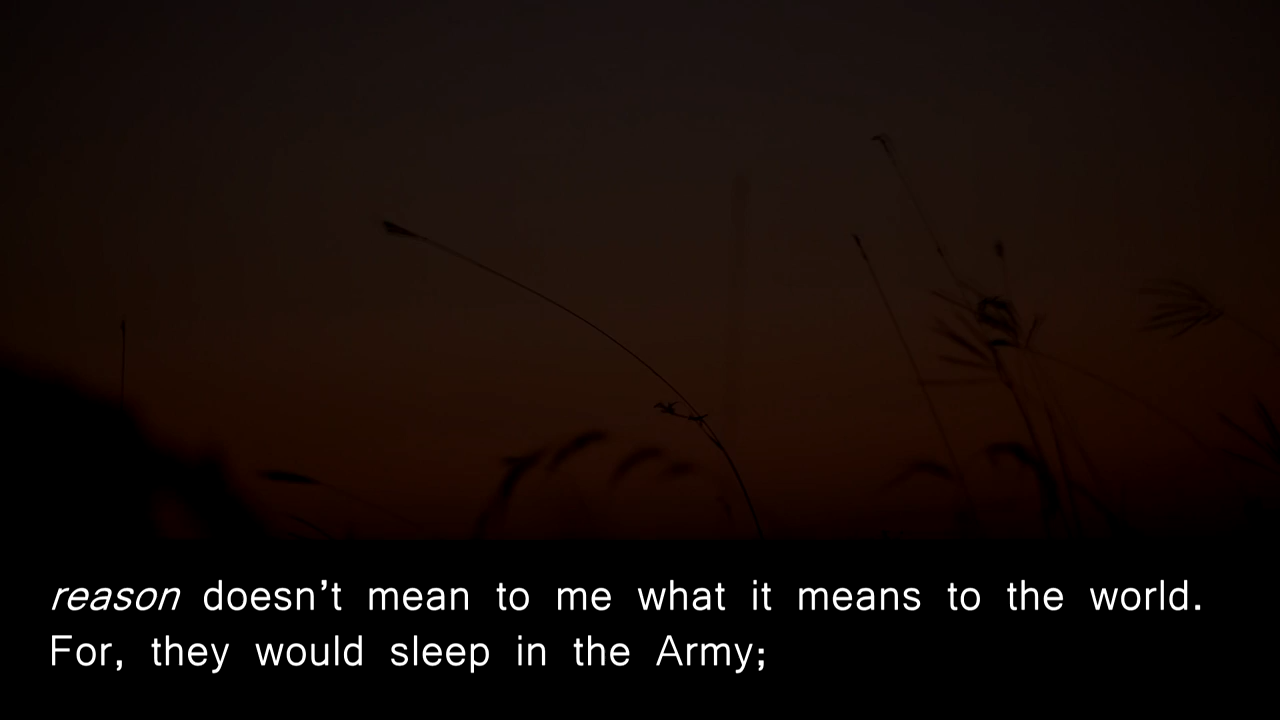 reason doesn’t mean to me what it means to the world.
For, they would sleep in the Army;